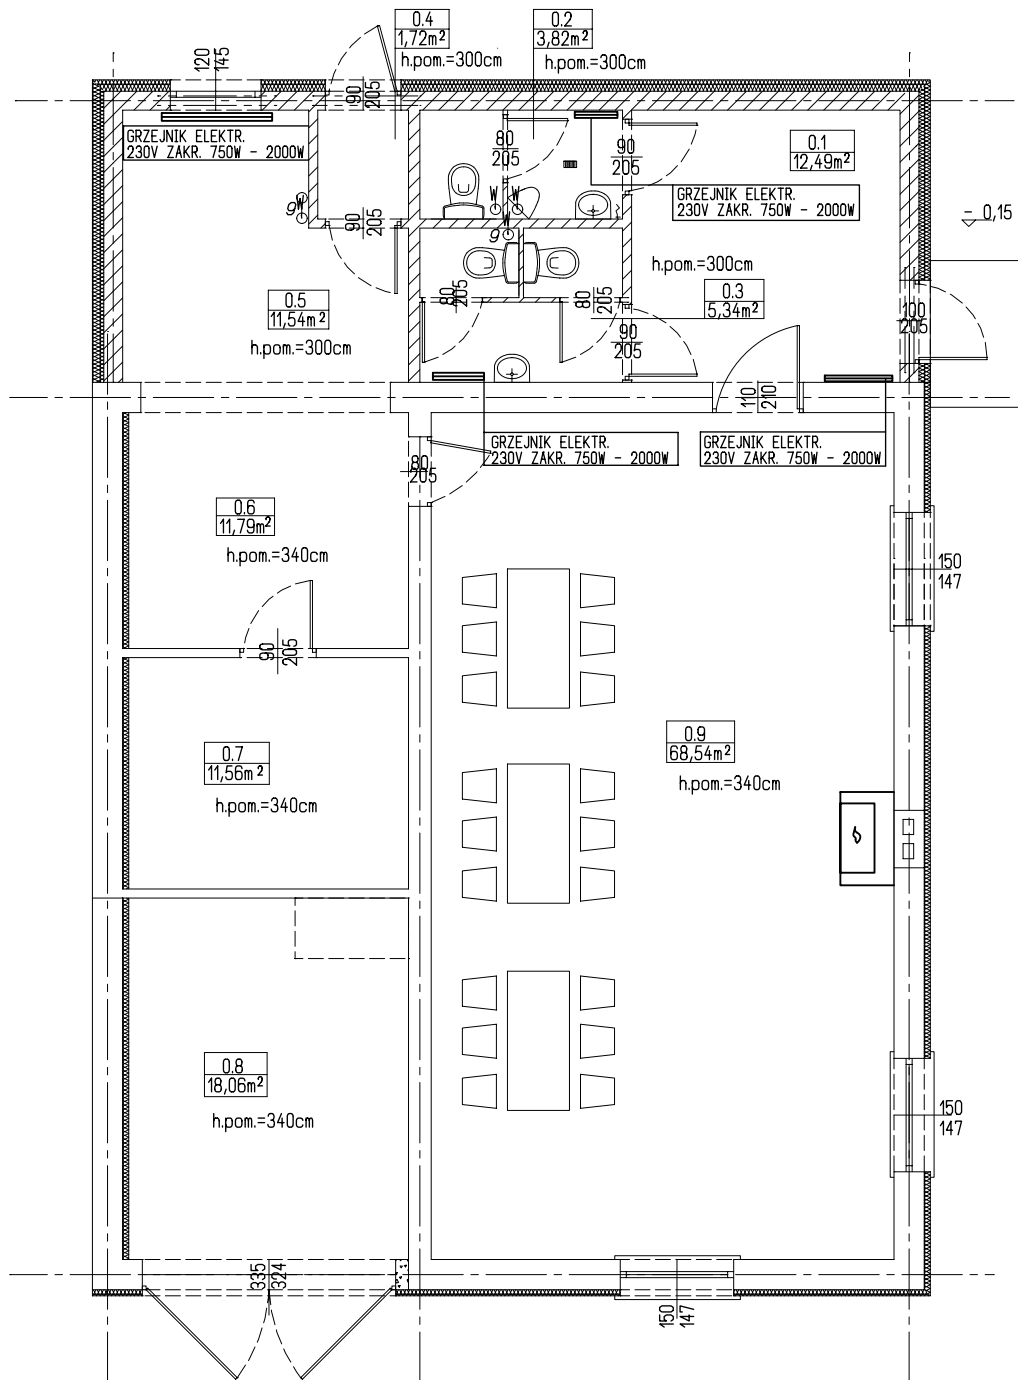 0.4
1,72m²
h.pom.=300cm
0.2
3,82m²
h.pom.=300cm
120
145
90
205
GRZEJNIK ELEKTR.
230V ZAKR. 750W - 2000W
80
205
90
205
0.1
12,49m²
GRZEJNIK ELEKTR.
230V ZAKR. 750W - 2000W
- 0,15
W
g
90
205
W
W
W
g
h.pom.=300cm
0.3
5,34m²
0.5
11,54m²
h.pom.=300cm
80
205
80
205
90
205
100
205
110
210
GRZEJNIK ELEKTR.
230V ZAKR. 750W - 2000W
GRZEJNIK ELEKTR.
230V ZAKR. 750W - 2000W
80
205
0.6
11,79m²
h.pom.=340cm
150
147
90
205
0.7
11,56m²
h.pom.=340cm
0.9
68,54m²
h.pom.=340cm
0.8
18,06m²
h.pom.=340cm
150
147
335
324
150
147